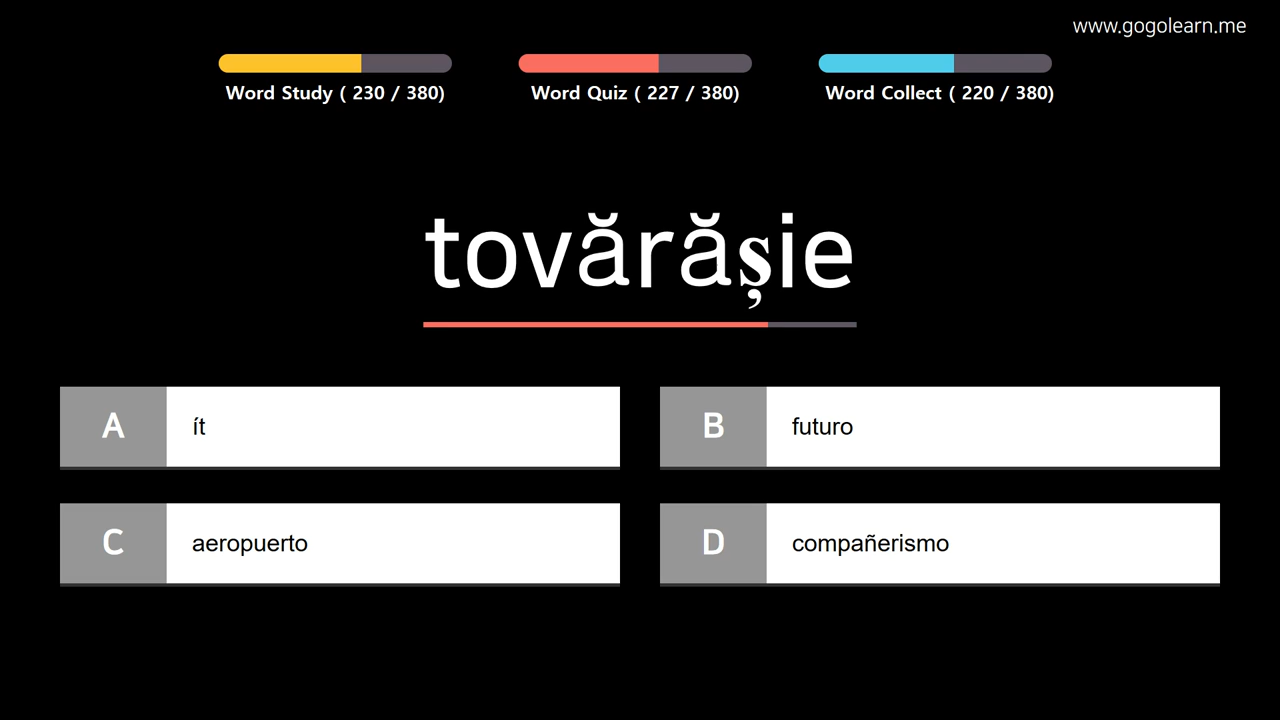 www.gogolearn.me
Word Study ( 230 / 380)
Word Quiz ( 227 / 380)
Word Collect ( 220 / 380)
tovărășie
A
ít
B
futuro
C
aeropuerto
D
compañerismo